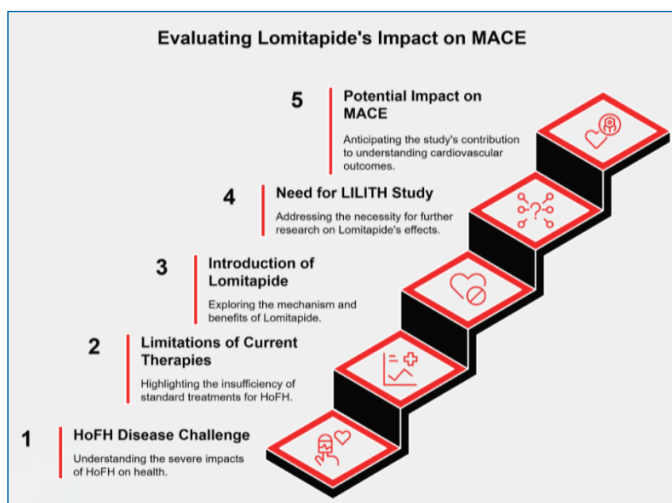 Evaluating Lomitapide's Impact on MACE
5
Potential Impact on
MACE
Anticipating the study's contribution
to understanding cardiovascular
outcomes.
4
Need for LILITH Study
Addressing the necessity for further
research on Lomitapide's effects.
3
Introduction of
Lomitapide
Exploring the mechanism and
benefits of Lomitapide.
2
Limitations of Current
Therapies
Highlighting the insufficiency of
standard treatments for HoFH.
1
HoFH Disease Challenge
Understanding the severe impacts
of HoFH on health.
?